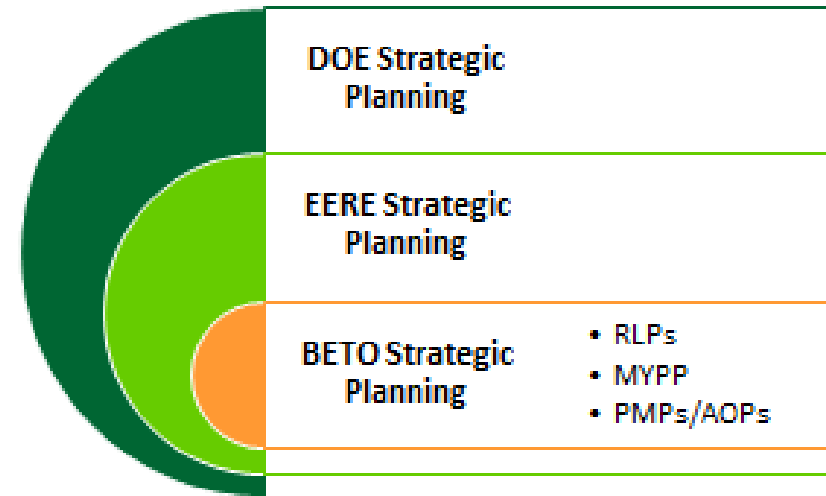 DOE Strategic
Planning
EERE Strategic
Planning
BETO Strategic
Planning
• RLPs
• MYPP
• PMPs/AOPs